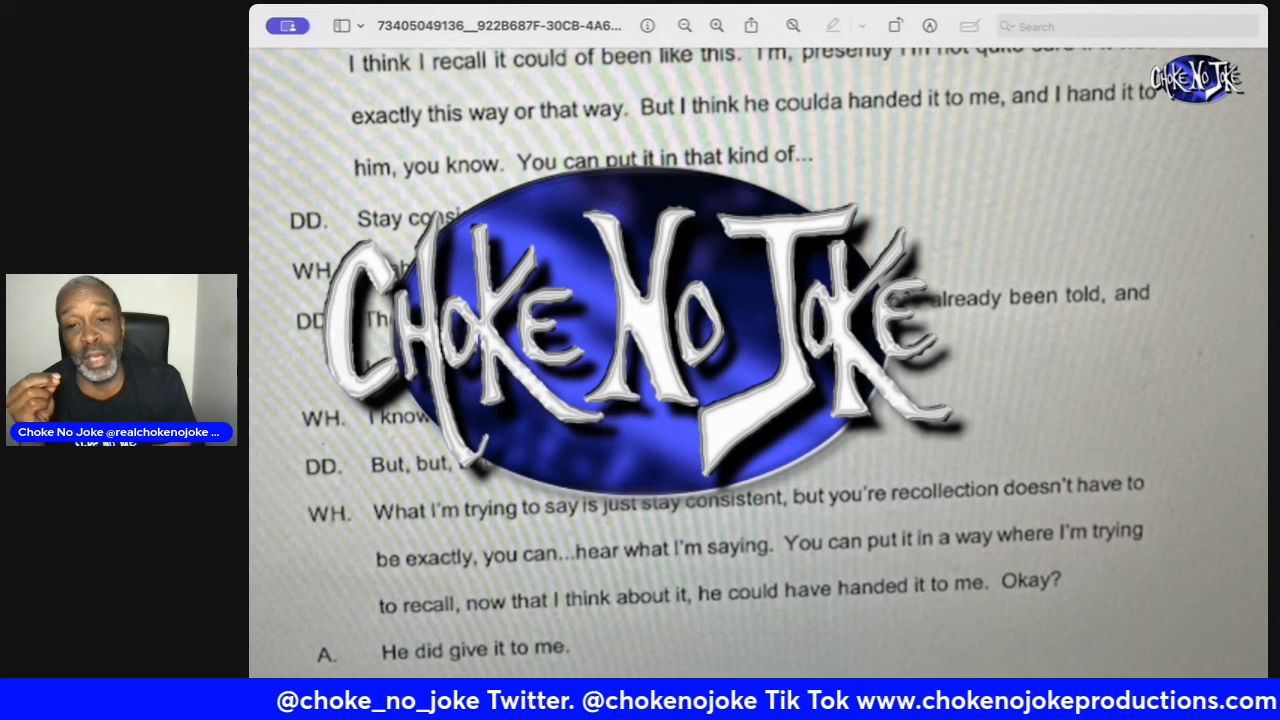 73405049136__922B687F-30CB-4A6...
Search
I think I recall it could of been like this. I'm, presently I'm not quite sure if it was
exactly this way or that way. But I think he coulda handed it to me, and I hand it to
him, you know. You can put it in that kind of...
DD. Stay
WH.
DD. already been told, and
WH. I know
DD. But, but,
WH. What I'm trying to say is just stay consistent, but you're recollection doesn't have to
be exactly, you can...hear what I'm saying. You can put it in a way where I'm trying
to recall, now that I think about it, he could have handed it to me. Okay?
A. He did give it to me.
CHOKE NO JOKE
CHOKE NO JOKE
Choke No Joke @realchokenojoke ...
@choke_no_joke Twitter. @chokenojoke Tik Tok www.chokenojokeproductions.com